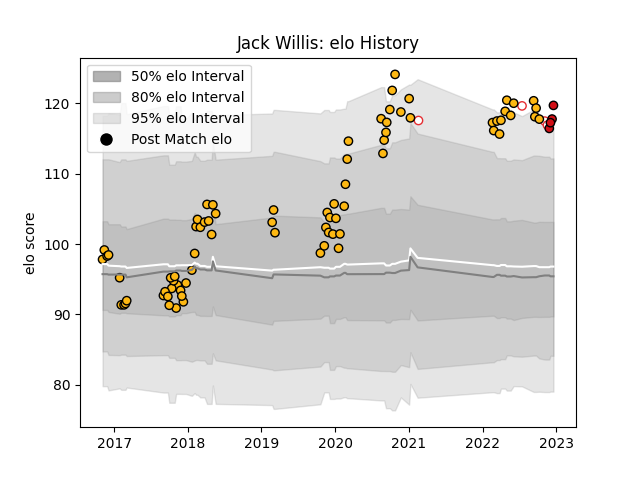 Jack Willis: elo History
50% elo Interval
80% elo Interval
95% elo Interval
Post Match elo
elo score
120
110
100
90
80
2017
2018
2019
2020
2021
2022
2023